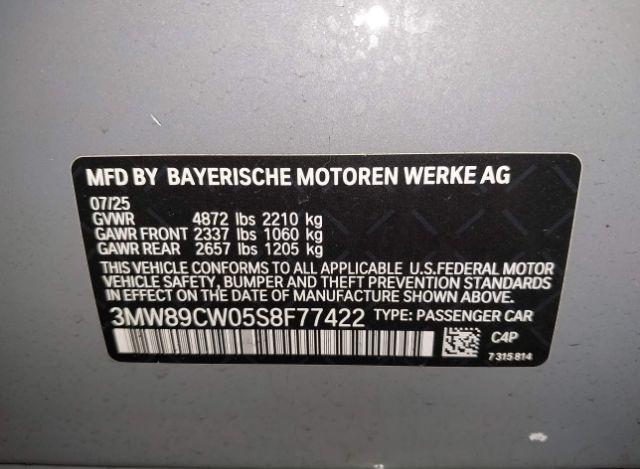 MFD BY BAYERISCHE MOTOREN WERKE AG
07/25
GVWR 4872 lbs 2210 kg
GAWR FRONT 2337 lbs 1060 kg
GAWR REAR 2657 lbs 1205 kg
THIS VEHICLE CONFORMS TO ALL APPLICABLE U.S.FEDERAL MOTOR
VEHICLE SAFETY, BUMPER AND THEFT PREVENTION STANDARDS
IN EFFECT ON THE DATE OF MANUFACTURE SHOWN ABOVE.
3MW89CW05S8F77422 TYPE: PASSENGER CAR
C4P
7 315 814